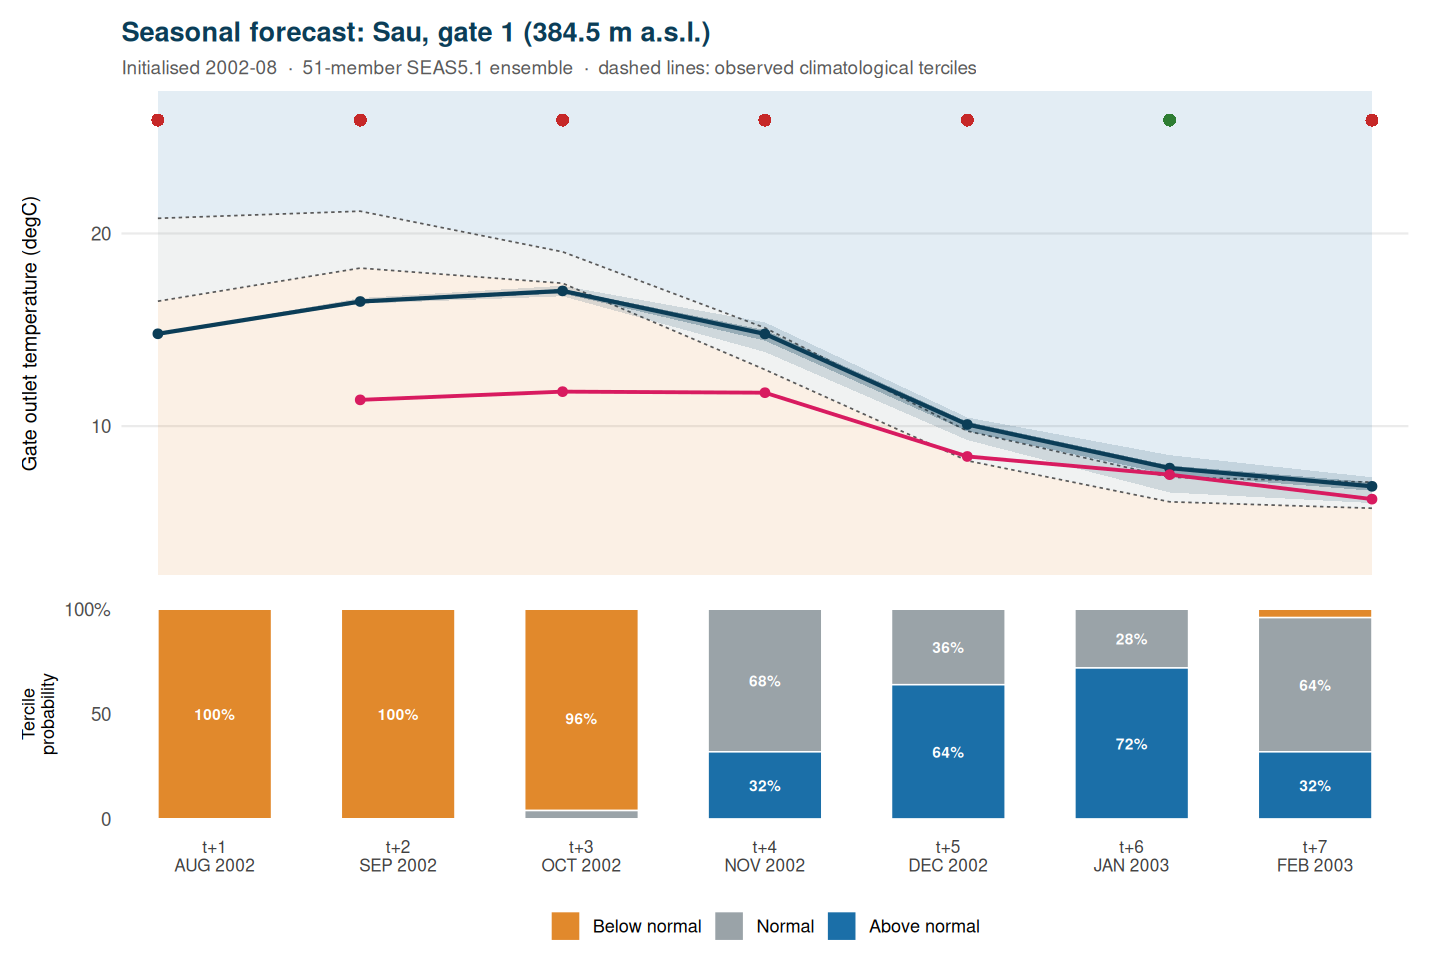 Seasonal forecast: Sau, gate 1 (384.5 m a.s.l.)
Initialised 2002-08 · 51-member SEAS5.1 ensemble · dashed lines: observed climatological terciles
Gate outlet temperature (degC)
20
10
Tercile
probability
100%
50
0
100%
100%
96%
68%
32%
36%
64%
28%
72%
64%
32%
t+1
AUG 2002
t+2
SEP 2002
t+3
OCT 2002
t+4
NOV 2002
t+5
DEC 2002
t+6
JAN 2003
t+7
FEB 2003
Below normal
Normal
Above normal